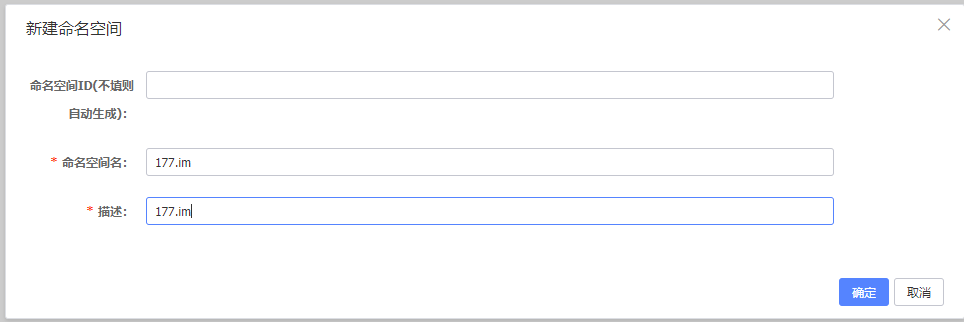 新建命名空间
命名空间ID(不填则
自动生成):
* 命名空间名:
177.im
* 描述:
177.im
确定
取消